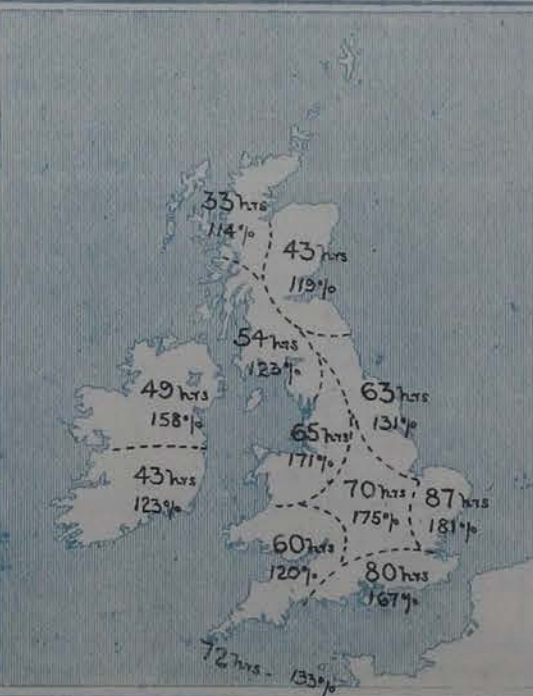 33 hrs
114%
43 hrs
119%
54 hrs
123%
49 hrs
158%
63 hrs
131%
65 hrs
171%
43 hrs
123%
70 hrs
175%
87 hrs
181%
60 hrs
120%
80 hrs
167%
72 hrs - 133%